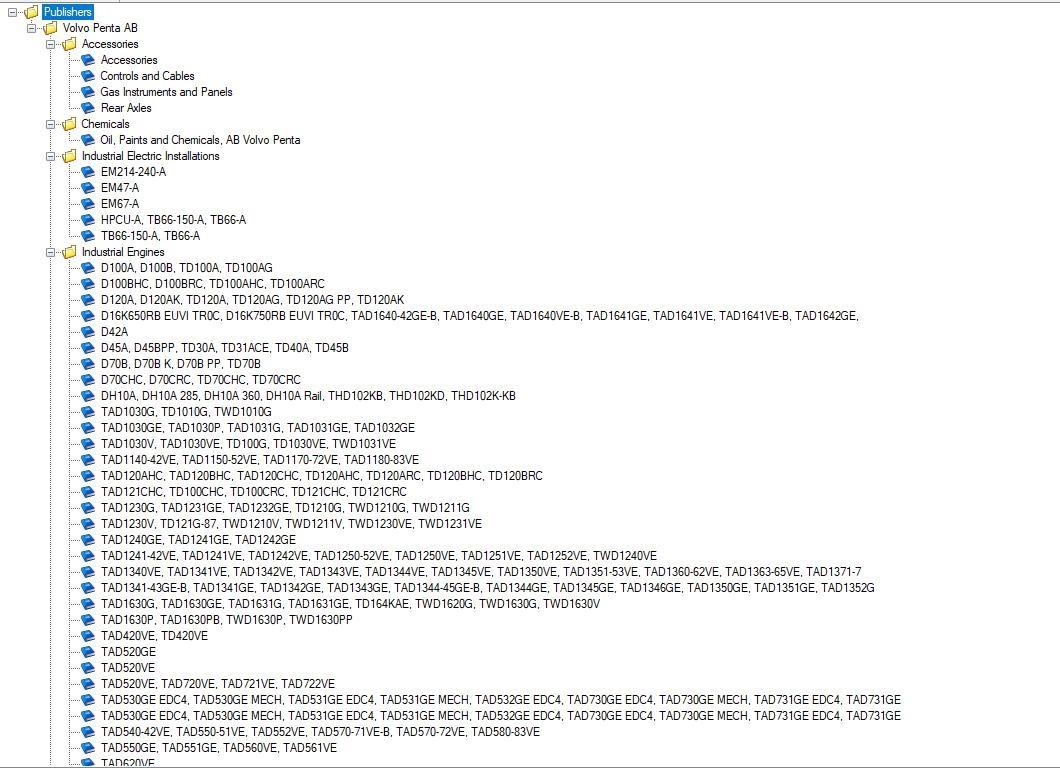 Publishers
Volvo Penta AB
Accessories
Accessories
Controls and Cables
Gas Instruments and Panels
Rear Axles
Chemicals
Oil, Paints and Chemicals, AB Volvo Penta
Industrial Electric Installations
EM214-240-A
EM47-A
EM67-A
HPCU-A, TB66-150-A, TB66-A
TB66-150-A, TB66-A
Industrial Engines
D100A, D100B, TD100A, TD100AG
D100BHC, D100BRC, TD100AHC, TD100ARC
D120A, D120AK, TD120A, TD120AG, TD120AG PP, TD120AK
D16K650RB EUVI TR0C, D16K750RB EUVI TR0C, TAD1640-42GE-B, TAD1640GE, TAD1640VE-B, TAD1641GE, TAD1641VE, TAD1641VE-B, TAD1642GE,
D42A
D45A, D45BPP, TD30A, TD31ACE, TD40A, TD45B
D70B, D70B K, D70B PP, TD70B
D70CHC, D70CRC, TD70CHC, TD70CRC
DH10A, DH10A 285, DH10A 360, DH10A Rail, THD102KB, THD102KD, THD102K-KB
TAD1030G, TD1010G, TWD1010G
TAD1030GE, TAD1030P, TAD1031G, TAD1031GE, TAD1032GE
TAD1030V, TAD1030VE, TD100G, TD1030VE, TWD1031VE
TAD1140-42VE, TAD1150-52VE, TAD1170-72VE, TAD1180-83VE
TAD120AHC, TAD120BHC, TAD120CHC, TD120AHC, TD120ARC, TD120BHC, TD120BRC
TAD121CHC, TD100CHC, TD100CRC, TD121CHC, TD121CRC
TAD1230G, TAD1231GE, TAD1232GE, TD1210G, TWD1210G, TWD1211G
TAD1230V, TD121G-87, TWD1210V, TWD1211V, TWD1230VE, TWD1231VE
TAD1240GE, TAD1241GE, TAD1242GE
TAD1241-42VE, TAD1241VE, TAD1242VE, TAD1250-52VE, TAD1250VE, TAD1251VE, TAD1252VE, TWD1240VE
TAD1340VE, TAD1341VE, TAD1342VE, TAD1343VE, TAD1344VE, TAD1345VE, TAD1350VE, TAD1351-53VE, TAD1360-62VE, TAD1363-65VE, TAD1371-7
TAD1341-43GE-B, TAD1341GE, TAD1342GE, TAD1343GE, TAD1344-45GE-B, TAD1344GE, TAD1345GE, TAD1346GE, TAD1350GE, TAD1351GE, TAD1352G
TAD1630G, TAD1630GE, TAD1631G, TAD1631GE, TD164KAE, TWD1620G, TWD1630G, TWD1630V
TAD1630P, TAD1630PB, TWD1630P, TWD1630PP
TAD420VE, TD420VE
TAD520GE
TAD520VE
TAD520VE, TAD720VE, TAD721VE, TAD722VE
TAD530GE EDC4, TAD530GE MECH, TAD531GE EDC4, TAD531GE MECH, TAD532GE EDC4, TAD730GE EDC4, TAD730GE MECH, TAD731GE EDC4, TAD731GE
TAD530GE EDC4, TAD530GE MECH, TAD531GE EDC4, TAD531GE MECH, TAD532GE EDC4, TAD730GE EDC4, TAD730GE MECH, TAD731GE EDC4, TAD731GE
TAD540-42VE, TAD550-51VE, TAD552VE, TAD570-71VE-B, TAD570-72VE, TAD580-83VE
TAD550GE, TAD551GE, TAD560VE, TAD561VE
TAD620VE